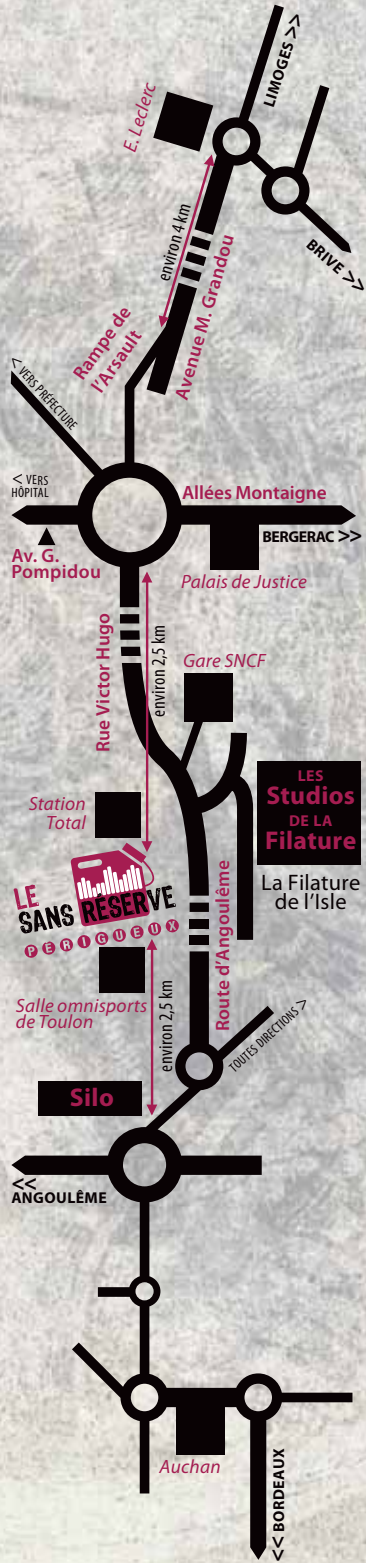 LIMOGES >>
E. Leclerc
BRIVE >>
environ 4 km
Avenue M. Grandou
Rampe de
l'Arsault
< VERS PRÉFECTURE
< VERS
HÔPITAL
Allées Montaigne
BERGERAC >>
Av. G.
Pompidou
Palais de Justice
Rue Victor Hugo
environ 2,5 km
Gare SNCF
Station
Total
LES
Studios
DE LA
Filature
La Filature
de l'Isle
LE
SANS RÉSERVE
PERIGUEUX
Salle omnisports
de Toulon
environ 2,5 km
Route d'Angoulême
TOUTES DIRECTIONS >
Silo
<<
ANGOULÊME
Auchan
<< BORDEAUX